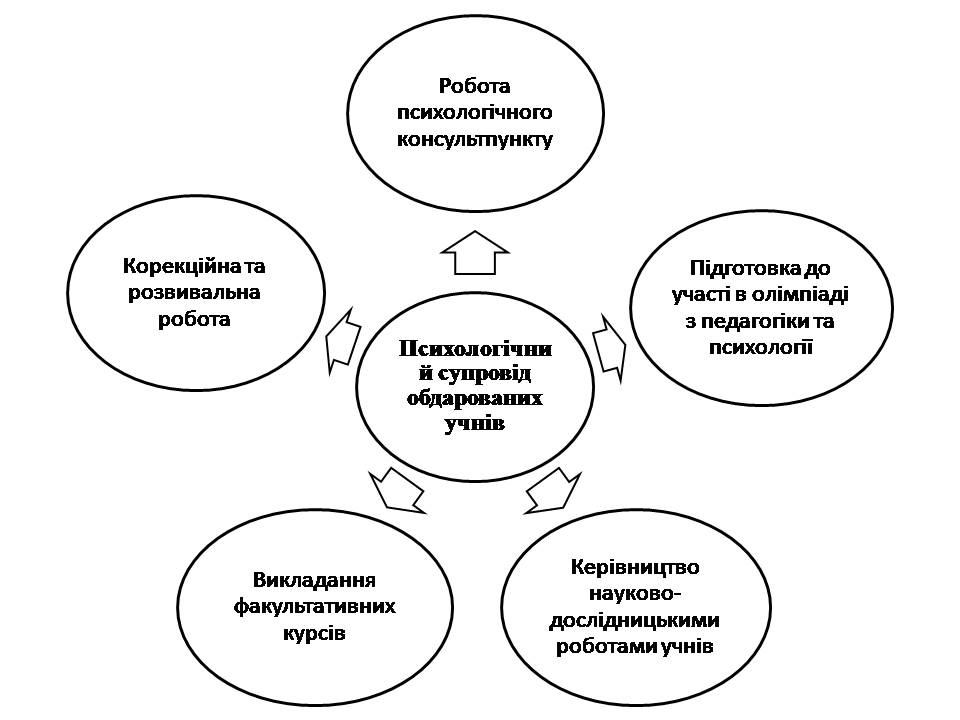 Робота
психологічного
консультпункту
Корекційна та
розвивальна
робота
Підготовка до
участі в олімпіаді
з педагогіки та
психології
Психологічни
й супровід
обдарованих
учнів
Викладання
факультативних
курсів
Керівництво
науково-
дослідницькими
роботами учнів